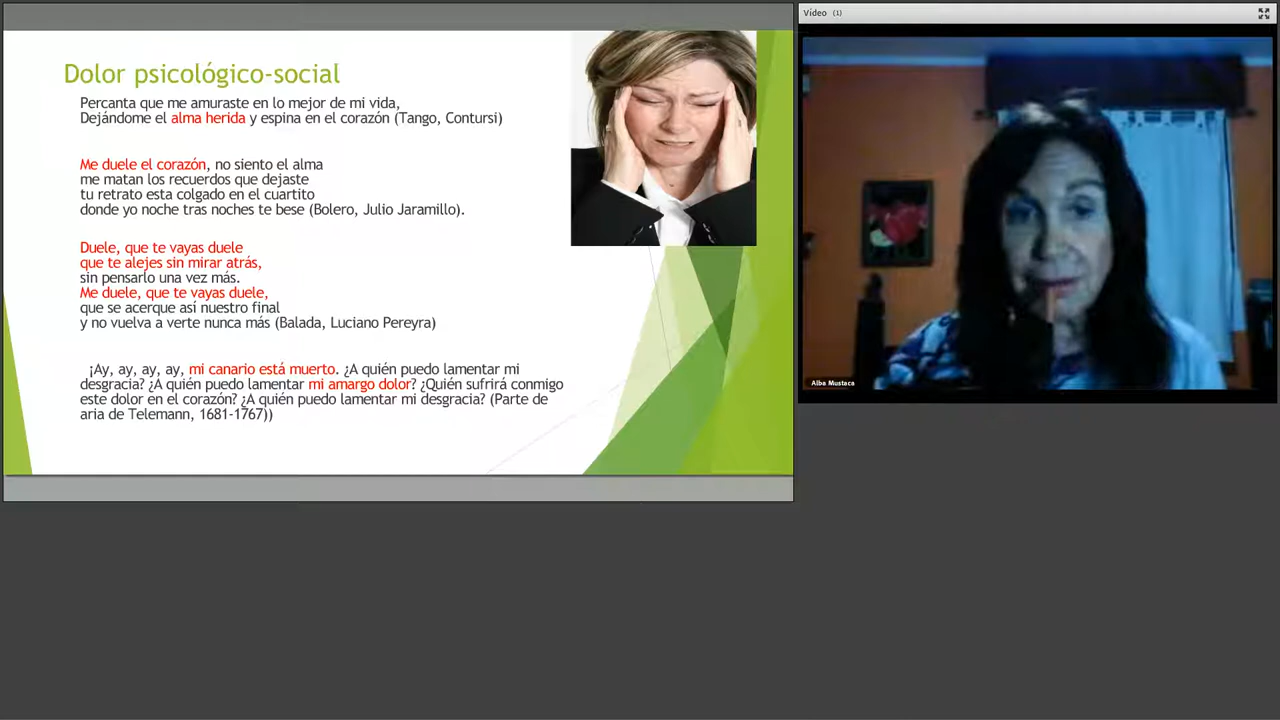 Dolor psicológico-social
Percanta que me amuraste en lo mejor de mi vida,
Dejándome el alma herida y espina en el corazón (Tango, Contursi)
Me duele el corazón, no siento el alma
me matan los recuerdos que dejaste
tu retrato esta colgado en el cuartito
donde yo noche tras noches te bese (Bolero, Julio Jaramillo).
Duele, que te vayas duele
que te alejes sin mirar atrás,
sin pensarlo una vez más.
Me duele, que te vayas duele,
que se acerque así nuestro final
y no vuelva a verte nunca más (Balada, Luciano Pereyra)
¡Ay, ay, ay, ay, mi canario está muerto. ¿A quién puedo lamentar mi
desgracia? ¿A quién puedo lamentar mi amargo dolor? ¿Quién sufrirá conmigo
este dolor en el corazón? ¿A quién puedo lamentar mi desgracia? (Parte de
aria de Telemann, 1681-1767))
Vídeo (1)
Alba Mustaca